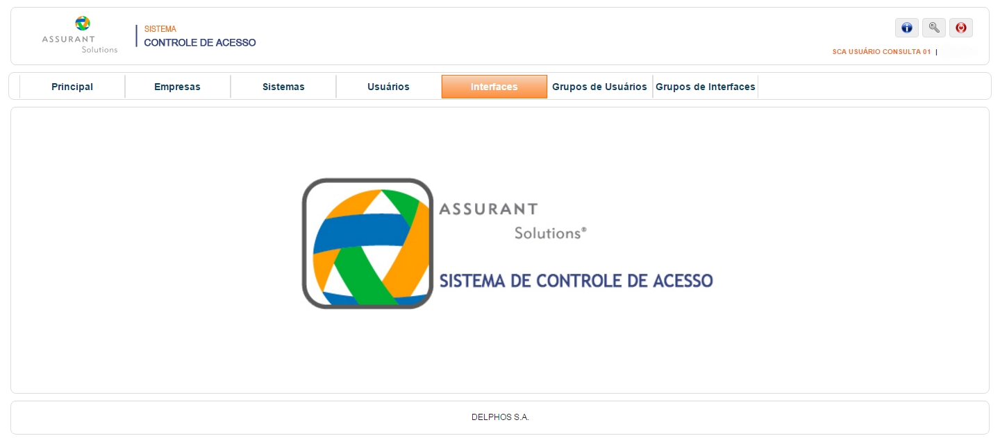 ASSURANT
Solutions
SISTEMA
CONTROLE DE ACESSO
SCA USUÁRIO CONSULTA 01 |
Principal Empresas Sistemas Usuários Interfaces Grupos de Usuários Grupos de Interfaces
ASSURANT
Solutions®
SISTEMA DE CONTROLE DE ACESSO
DELPHOS S.A.